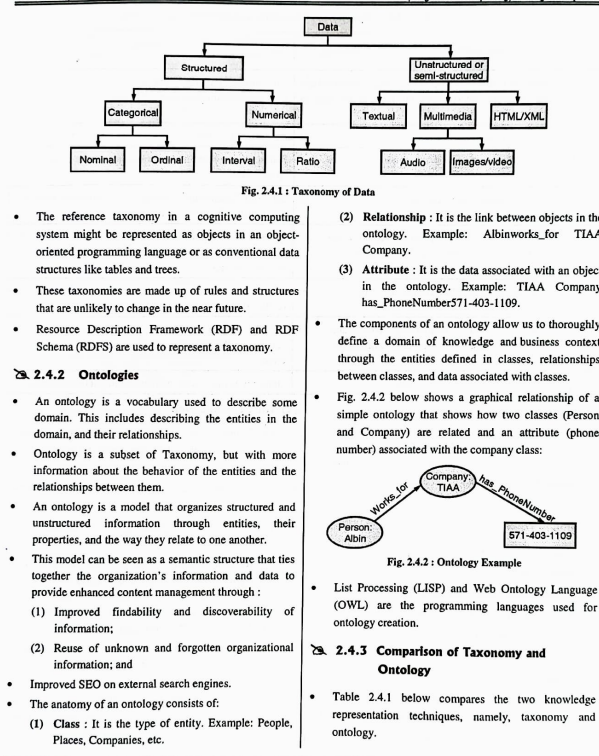 Data
Structured
Unstructured or
semi-structured
Categorical
Numerical
Textual
Multimedia
HTML/XML
Nominal
Ordinal
Interval
Ratio
Audio
Images/video
Fig. 2.4.1 : Taxonomy of Data
• The reference taxonomy in a cognitive computing
system might be represented as objects in an object-
oriented programming language or as conventional data
structures like tables and trees.
• These taxonomies are made up of rules and structures
that are unlikely to change in the near future.
• Resource Description Framework (RDF) and RDF
Schema (RDFS) are used to represent a taxonomy.
2.4.2 Ontologies
• An ontology is a vocabulary used to describe some
domain. This includes describing the entities in the
domain, and their relationships.
• Ontology is a subset of Taxonomy, but with more
information about the behavior of the entities and the
relationships between them.
• An ontology is a model that organizes structured and
unstructured information through entities, their
properties, and the way they relate to one another.
• This model can be seen as a semantic structure that ties
together the organization's information and data to
provide enhanced content management through :
(1) Improved findability and discoverability of
information;
(2) Reuse of unknown and forgotten organizational
information; and
• Improved SEO on external search engines.
• The anatomy of an ontology consists of:
(1) Class : It is the type of entity. Example: People,
Places, Companies, etc.
(2) Relationship : It is the link between objects in the
ontology. Example: Albinworks_for TIAA
Company.
(3) Attribute : It is the data associated with an object
in the ontology. Example: TIAA Company
has_PhoneNumber571-403-1109.
• The components of an ontology allow us to thoroughly
define a domain of knowledge and business context
through the entities defined in classes, relationships
between classes, and data associated with classes.
• Fig. 2.4.2 below shows a graphical relationship of a
simple ontology that shows how two classes (Person
and Company) are related and an attribute (phone
number) associated with the company class:
Company:
TIAA
Works_for
has_PhoneNumber
Person:
Albin
571-403-1109
Fig. 2.4.2 : Ontology Example
• List Processing (LISP) and Web Ontology Language
(OWL) are the programming languages used for
ontology creation.
2.4.3 Comparison of Taxonomy and
Ontology
• Table 2.4.1 below compares the two knowledge
representation techniques, namely, taxonomy and
ontology.